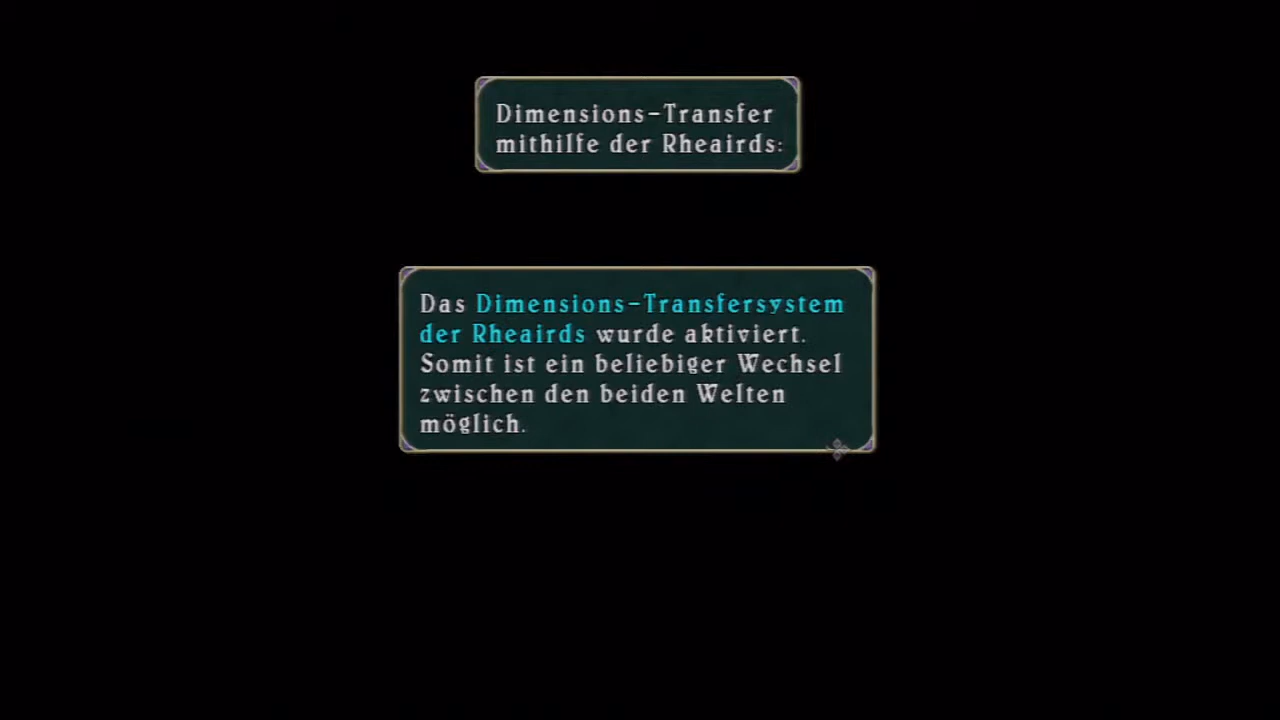 Dimensions-Transfer
mithilfe der Rheairds:
Das Dimensions-Transfersystem
der Rheairds wurde aktiviert.
Somit ist ein beliebiger Wechsel
zwischen den beiden Welten
möglich.